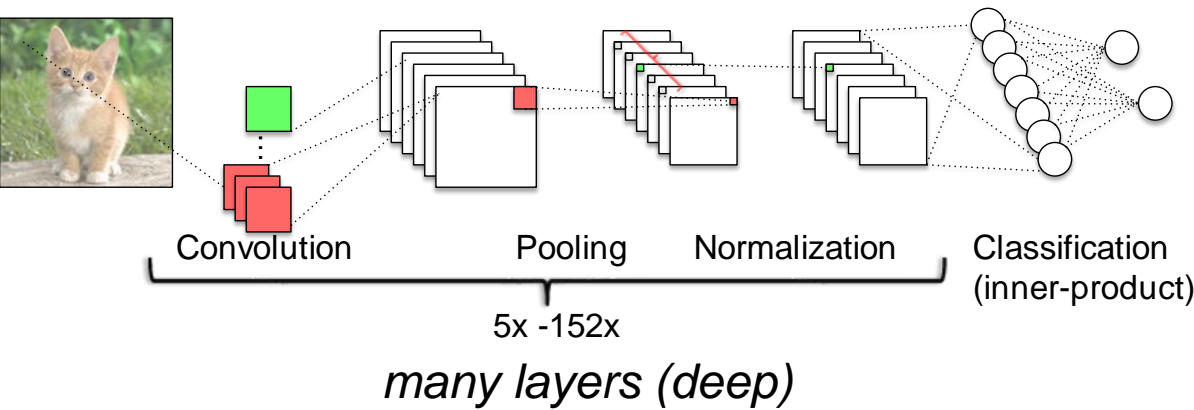 Convolution
Pooling
Normalization
Classification
(inner-product)
5x -152x
many layers (deep)